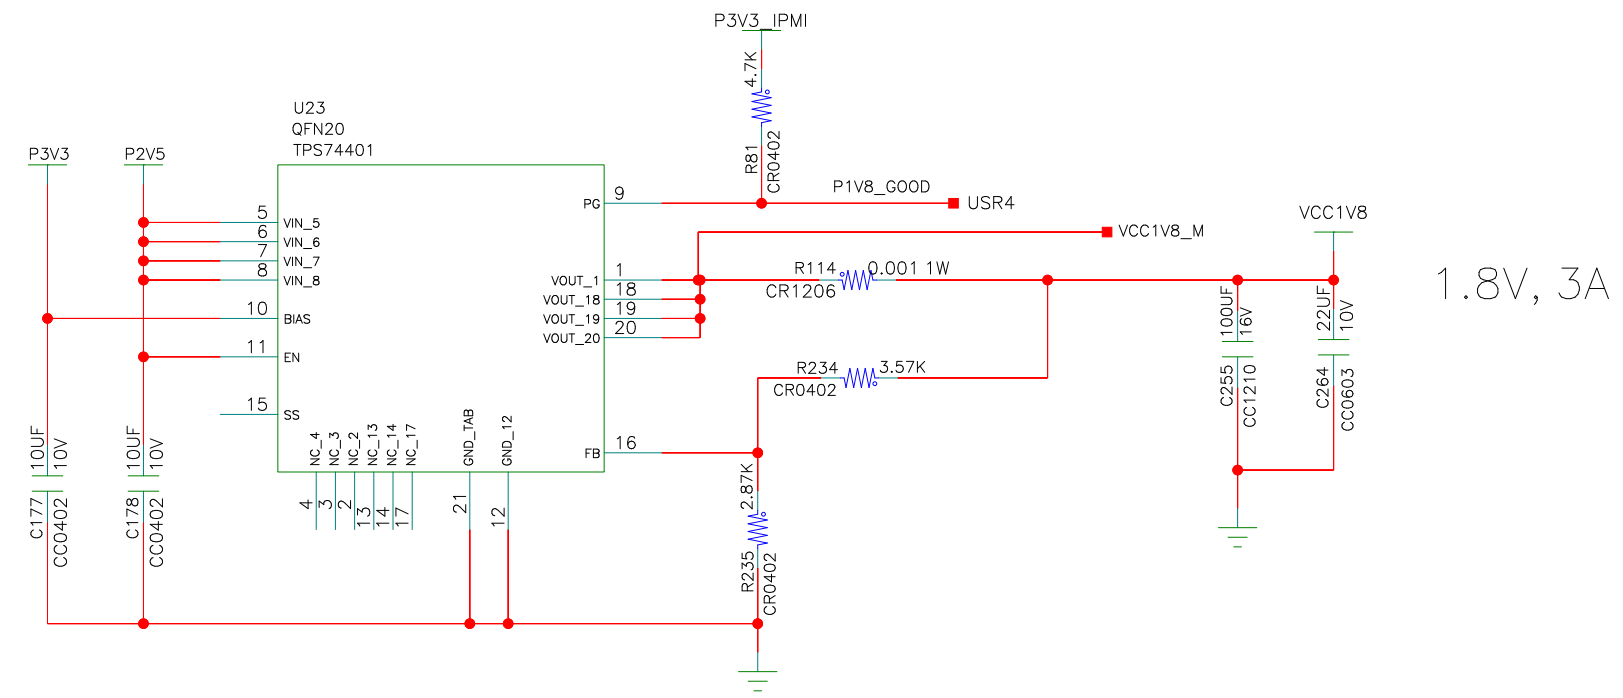 P3V3_IPMI
4.7K
R81
CR0402
U23
QFN20
TPS74401
P3V3
P2V5
5
VIN_5
6
VIN_6
7
VIN_7
8
VIN_8
10
BIAS
11
EN
15
SS
PG
9
P1V8_GOOD
USR4
VCC1V8_M
VCC1V8
VOUT_1
1
VOUT_18
18
VOUT_19
19
VOUT_20
20
R114
0.001 1W
CR1206
1.8V, 3A
R234
3.57K
CR0402
100UF
16V
C255
CC1210
22UF
10V
C264
CC0603
FB
16
2.87K
R235
CR0402
NC_4
NC_3
NC_2
NC_13
NC_14
NC_17
GND_TAB
GND_12
4
3
2
13
14
17
21
12
10UF
10V
C177
CC0402
10UF
10V
C178
CC0402